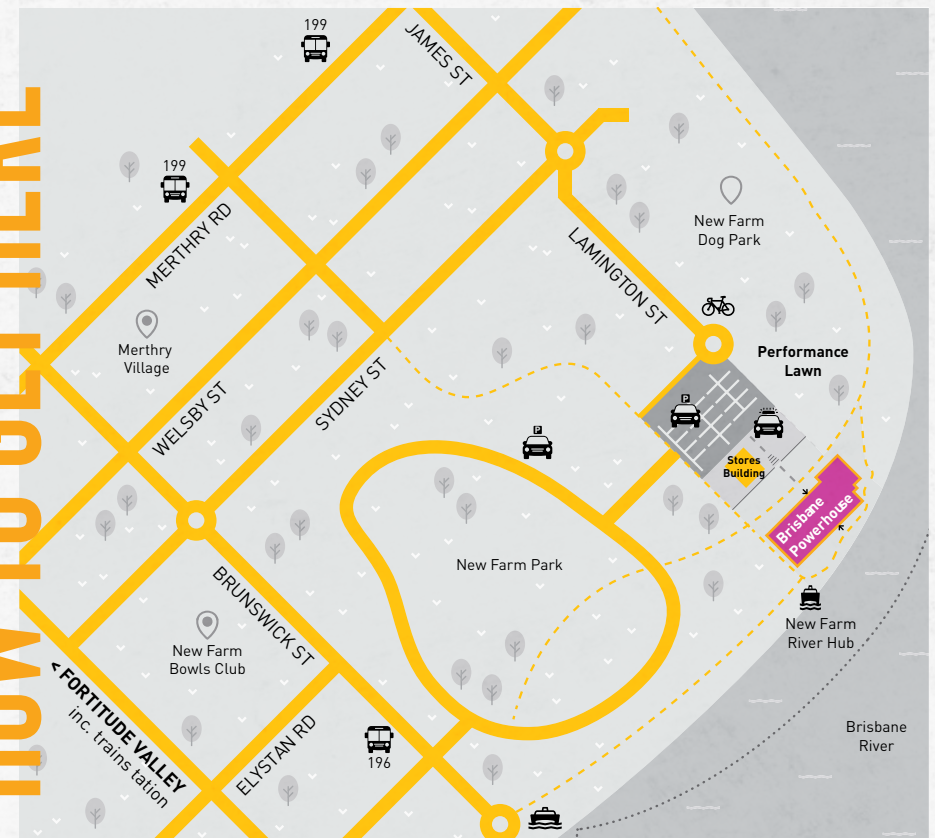 199
JAMES ST
199
MERTHRY RD
New Farm
Dog Park
LAMINGTON ST
Merthry
Village
Performance
Lawn
WELSBY ST
SYDNEY ST
P
P
Stores
Building
Brisbane
Powerhouse
New Farm Park
BRUNSWICK ST
New Farm
Bowls Club
New Farm
River Hub
< FORTITUDE VALLEY
inc. trains tation
ELYSTAN RD
196
Brisbane
River